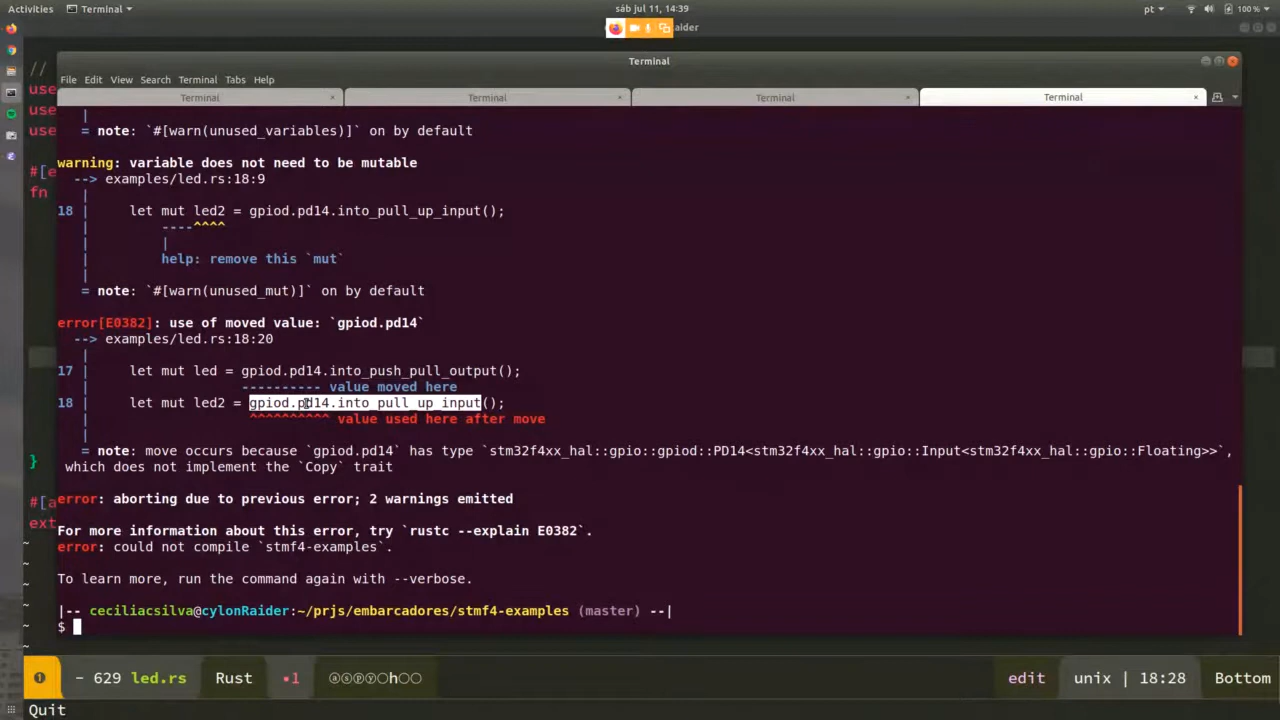 Activities Terminal sáb jul 11, 14:39 pt 100 %
aider
Terminal
File Edit View Search Terminal Tabs Help
Terminal × Terminal × Terminal × Terminal ×
//
use
use
use
#[e
fn
}
#[a
ext
|
= note: `#[warn(unused_variables)]` on by default
warning: variable does not need to be mutable
--> examples/led.rs:18:9
|
18 | let mut led2 = gpiod.pd14.into_pull_up_input();
| ----^^^^
| |
| help: remove this `mut`
|
= note: `#[warn(unused_mut)]` on by default
error[E0382]: use of moved value: `gpiod.pd14`
--> examples/led.rs:18:20
|
17 | let mut led = gpiod.pd14.into_push_pull_output();
| ---------- value moved here
18 | let mut led2 = gpiod.pd14.into_pull_up_input();
| ^^^^^^^^^^ value used here after move
|
= note: move occurs because `gpiod.pd14` has type `stm32f4xx_hal::gpio::gpiod::PD14<stm32f4xx_hal::gpio::Input<stm32f4xx_hal::gpio::Floating>>`,
which does not implement the `Copy` trait
error: aborting due to previous error; 2 warnings emitted
For more information about this error, try `rustc --explain E0382`.
error: could not compile `stmf4-examples`.
To learn more, run the command again with --verbose.
|-- ceciliacsilva@cylonRaider:~/prjs/embarcadores/stmf4-examples (master) --|
$
~
~
~
~
~
~
~
❶ - 629 led.rs Rust •1 ⓐⓢⓟⓨ○h○○ edit unix | 18:28 Bottom
Quit